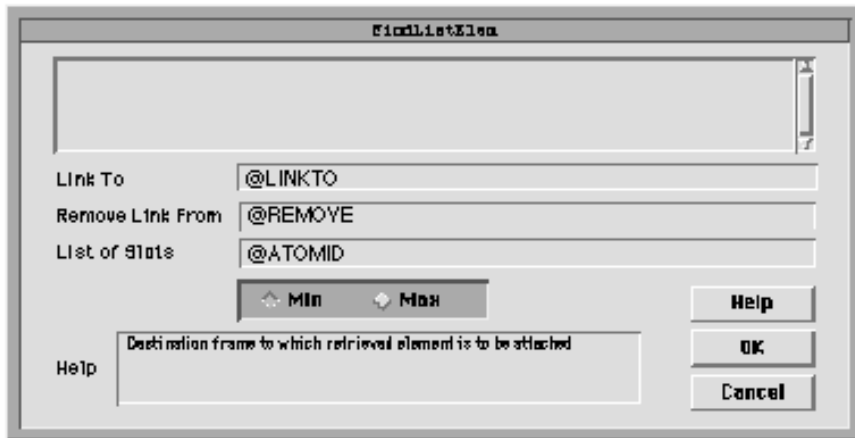 FindListElem
Link To @LINKTO
Remove Link From @REMOVE
List of Slots @ATOMID
Min Max
Help
Destination frame to which retrieved element is to be attached
OK
Help
Cancel